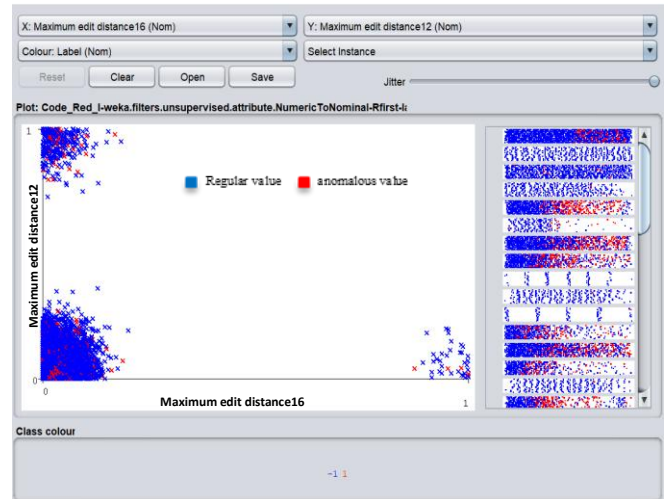 X: Maximum edit distance16 (Nom) Y: Maximum edit distance12 (Nom)
Colour: Label (Nom) Select Instance
Reset Clear Open Save Jitter
Plot: Code_Red_I-weka.filters.unsupervised.attribute.NumericToNominal-Rfirst-la
1
Regular value anomalous value
Maximum edit distance12
0
0 Maximum edit distance16 1
Class colour
-1 1